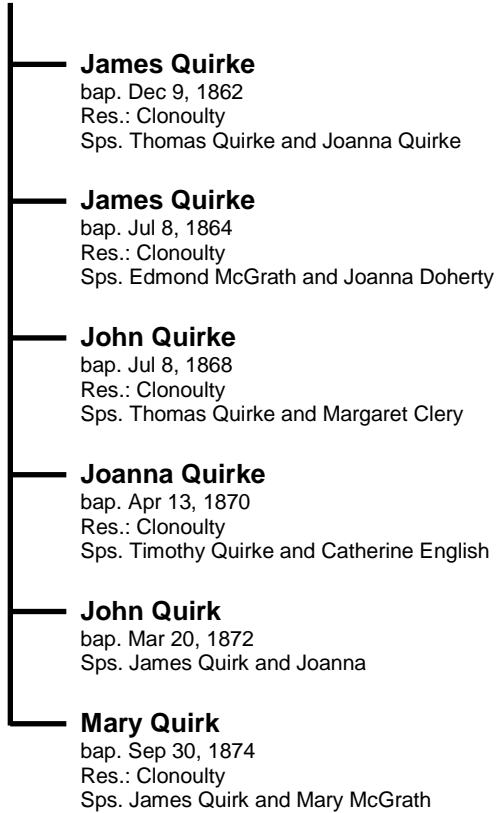 James Quirke
bap. Dec 9, 1862
Res.: Clonoulty
Sps. Thomas Quirke and Joanna Quirke
James Quirke
bap. Jul 8, 1864
Res.: Clonoulty
Sps. Edmond McGrath and Joanna Doherty
John Quirke
bap. Jul 8, 1868
Res.: Clonoulty
Sps. Thomas Quirke and Margaret Clery
Joanna Quirke
bap. Apr 13, 1870
Res.: Clonoulty
Sps. Timothy Quirke and Catherine English
John Quirk
bap. Mar 20, 1872
Sps. James Quirk and Joanna
Mary Quirk
bap. Sep 30, 1874
Res.: Clonoulty
Sps. James Quirk and Mary McGrath